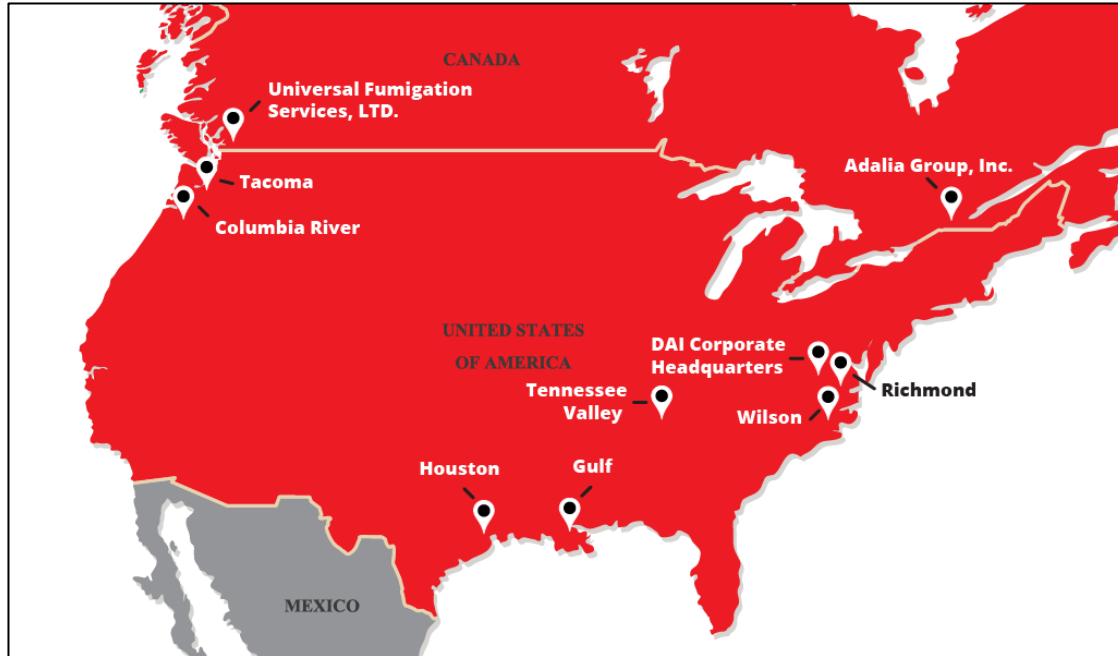 CANADA
Universal Fumigation
Services, LTD.
Tacoma
Columbia River
Adalia Group, Inc.
UNITED STATES
OF AMERICA
DAI Corporate
Headquarters
Richmond
Tennessee
Valley
Wilson
Houston
Gulf
MEXICO